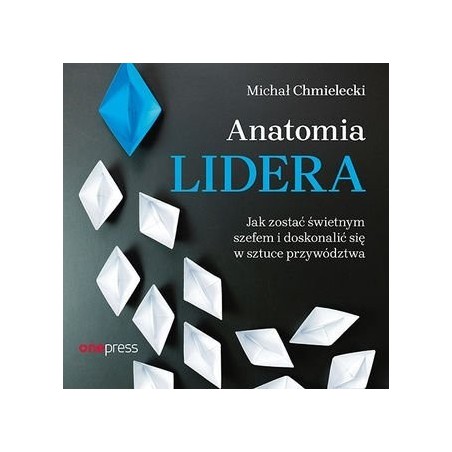 Michał Chmielecki
Anatomia
LIDERA
Jak zostać świetnym
szefem i doskonalić się
w sztuce przywództwa
onepress